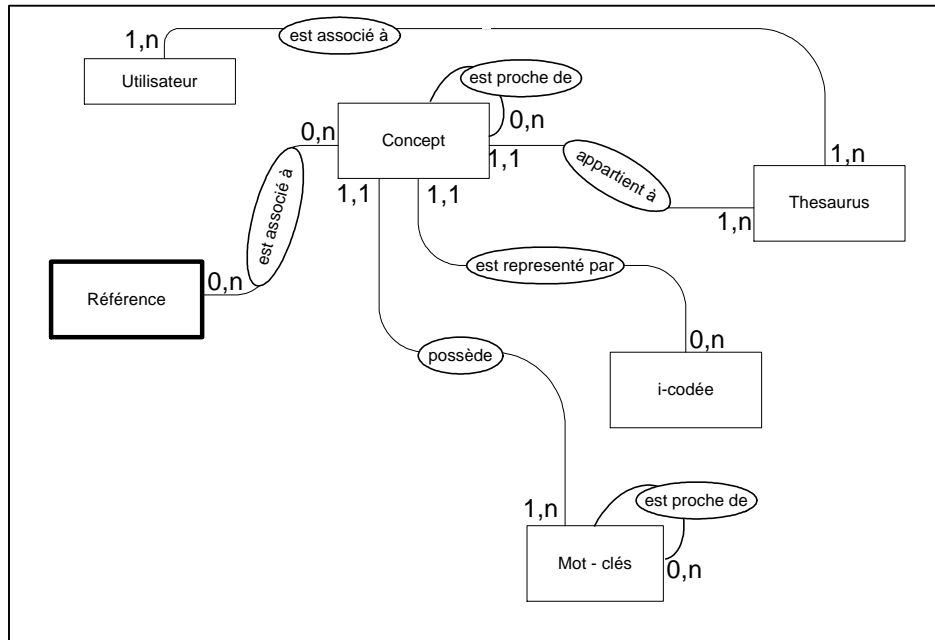 est associé à
1,n
Utilisateur
est proche de
0,n
Concept
0,n
1,1
appartient à
1,n
1,1
1,1
Thesaurus
1,n
est associé à
est representé par
0,n
Référence
0,n
possède
i-codée
1,n
est proche de
Mot - clés
0,n